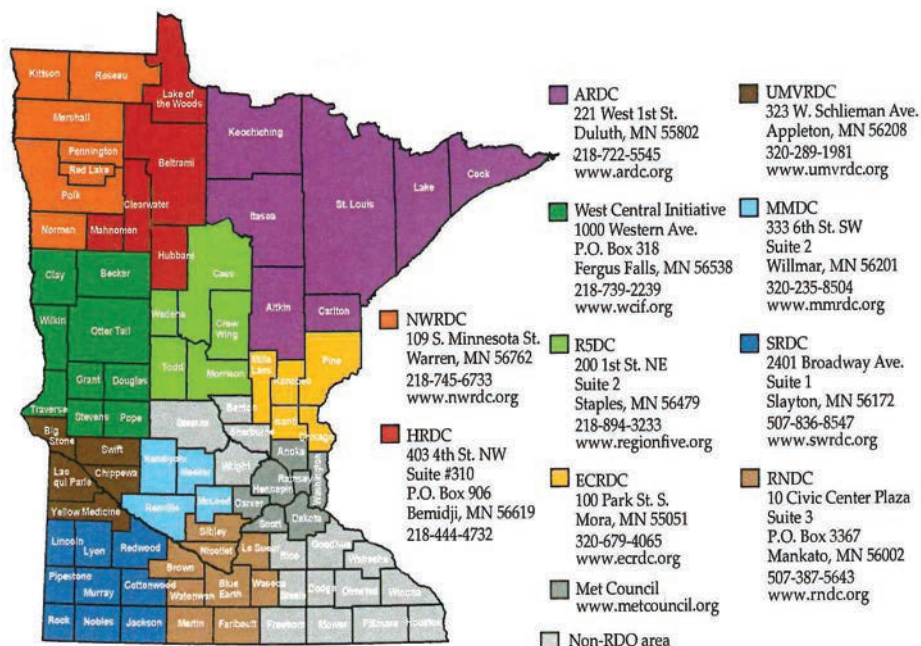 Kittson
Roseau
Lake of
the Woods
Marshall
Koochiching
Pennington
Beltrami
Red Lake
Cook
Polk
Clearwater
Lake
St. Louis
Itasca
Norman
Mahnomen
Hubbard
Cass
Clay
Becker
Aitkin
Carlton
Wadena
Crow
Wing
Wilkin
Otter Tail
Pine
Mille
Lacs
Kanabec
Todd
Morrison
Grant
Douglas
Benton
Isanti
Traverse
Stevens
Pope
Stearns
Sherburne
Chisago
Big
Stone
Swift
Anoka
Kandiyohi
Meeker
Wright
Washington
Lac
qui Parle
Chippewa
Ramsey
Hennepin
McLeod
Carver
Renville
Yellow Medicine
Scott
Dakota
Sibley
Lincoln
Lyon
Redwood
Nicollet
Le Sueur
Rice
Goodhue
Wabasha
Brown
Pipestone
Murray
Cottonwood
Watonwan
Blue
Earth
Waseca
Steele
Dodge
Olmsted
Winona
Rock
Nobles
Jackson
Martin
Faribault
Freeborn
Mower
Fillmore
Houston
NWRDC
109 S. Minnesota St.
Warren, MN 56762
218-745-6733
www.nwrdc.org
HRDC
403 4th St. NW
Suite #310
P.O. Box 906
Bemidji, MN 56619
218-444-4732
ARDC
221 West 1st St.
Duluth, MN 55802
218-722-5545
www.ardc.org
West Central Initiative
1000 Western Ave.
P.O. Box 318
Fergus Falls, MN 56538
218-739-2239
www.wcif.org
R5DC
200 1st St. NE
Suite 2
Staples, MN 56479
218-894-3233
www.regionfive.org
ECRDC
100 Park St. S.
Mora, MN 55051
320-679-4065
www.ecrdc.org
Met Council
www.metcouncil.org
Non-RDO area
UMVRDC
323 W. Schlieman Ave.
Appleton, MN 56208
320-289-1981
www.umvrdc.org
MMDC
333 6th St. SW
Suite 2
Willmar, MN 56201
320-235-8504
www.mmrdc.org
SRDC
2401 Broadway Ave.
Suite 1
Slayton, MN 56172
507-836-8547
www.swrdc.org
RNDC
10 Civic Center Plaza
Suite 3
P.O. Box 3367
Mankato, MN 56002
507-387-5643
www.rndc.org